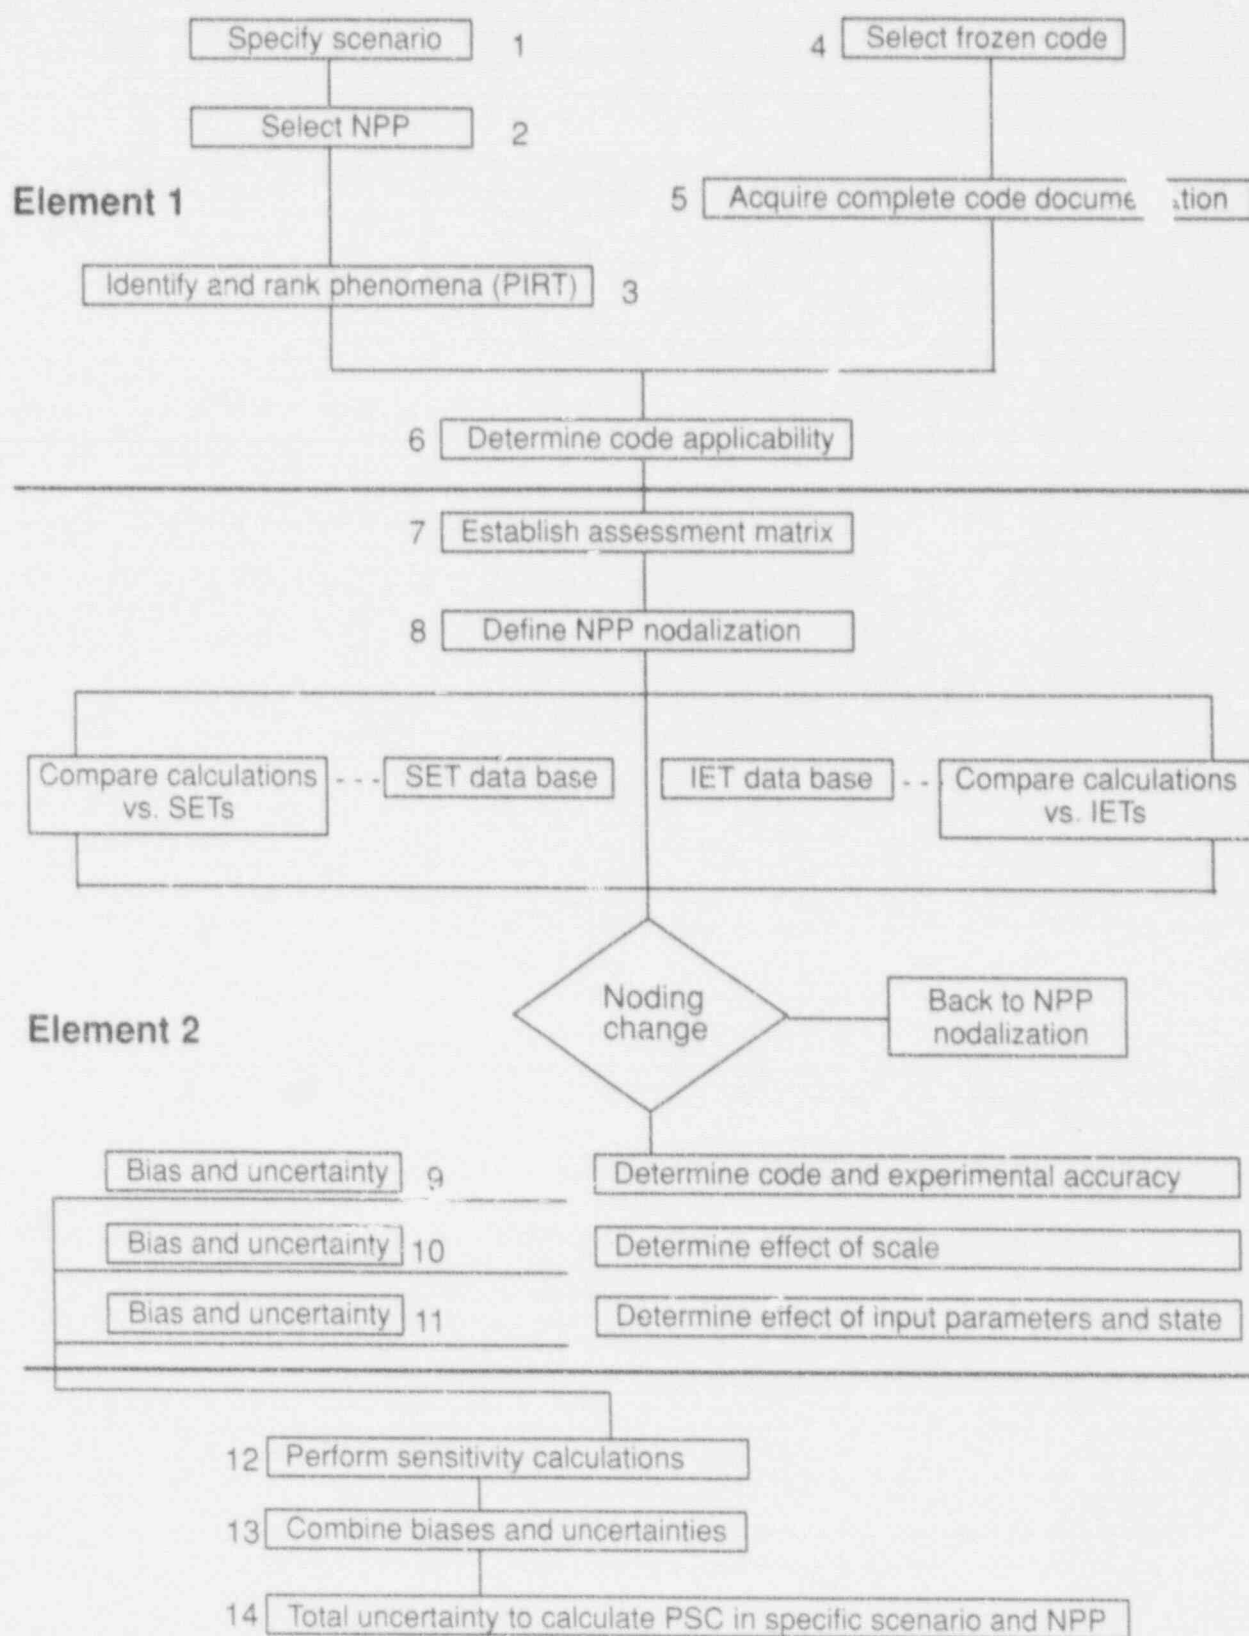 Specify scenario 1
4 Select frozen code
Select NPP 2
Element 1
5 Acquire complete code docume tion
Identify and rank phenomena (PIRT) 3
6 Determine code applicability
7 Establish assessment matrix
8 Define NPP nodalization
Compare calculations
vs. SETs
SET data base
IET data base
Compare calculations
vs. IETs
Noding
change
Back to NPP
nodalization
Element 2
Bias and uncertainty 9
Determine code and experimental accuracy
Bias and uncertainty 10
Determine effect of scale
Bias and uncertainty 11
Determine effect of input parameters and state
12 Perform sensitivity calculations
13 Combine biases and uncertainties
14 Total uncertainty to calculate PSC in specific scenario and NPP